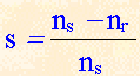 s = (nₛ − nᵣ) / nₛ